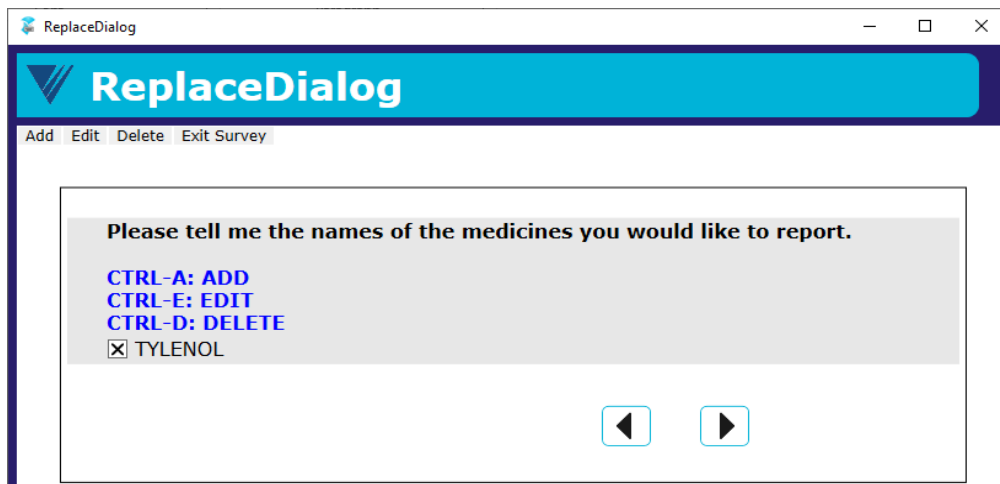 ReplaceDialog
ReplaceDialog
Add Edit Delete Exit Survey
Please tell me the names of the medicines you would like to report.
CTRL-A: ADD
CTRL-E: EDIT
CTRL-D: DELETE
TYLENOL